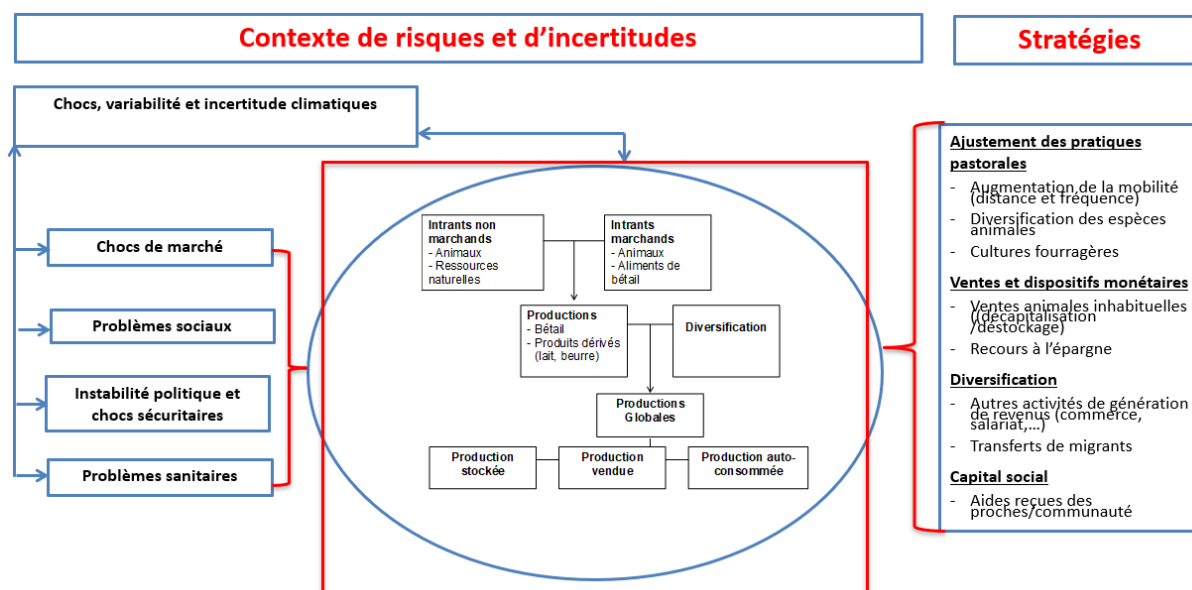 Contexte de risques et d'incertitudes
Stratégies
Chocs, variabilité et incertitude climatiques
Chocs de marché
Problèmes sociaux
Instabilité politique et
chocs sécuritaires
Problèmes sanitaires
Intrants non
marchands
- Animaux
- Ressources
naturelles
Intrants
marchands
- Animaux
- Aliments de
bétail
Productions
- Bétail
- Produits dérivés
(lait, beurre)
Diversification
Productions
Globales
Production
stockée
Production
vendue
Production auto-
consommée
Ajustement des pratiques
pastorales
- Augmentation de la mobilité
(distance et fréquence)
- Diversification des espèces
animales
- Cultures fourragères
Ventes et dispositifs monétaires
- Ventes animales inhabituelles
((décapitalisation
/déstockage)
- Recours à l'épargne
Diversification
- Autres activités de génération
de revenus (commerce,
salariat,...)
- Transferts de migrants
Capital social
- Aides reçues des
proches/communauté